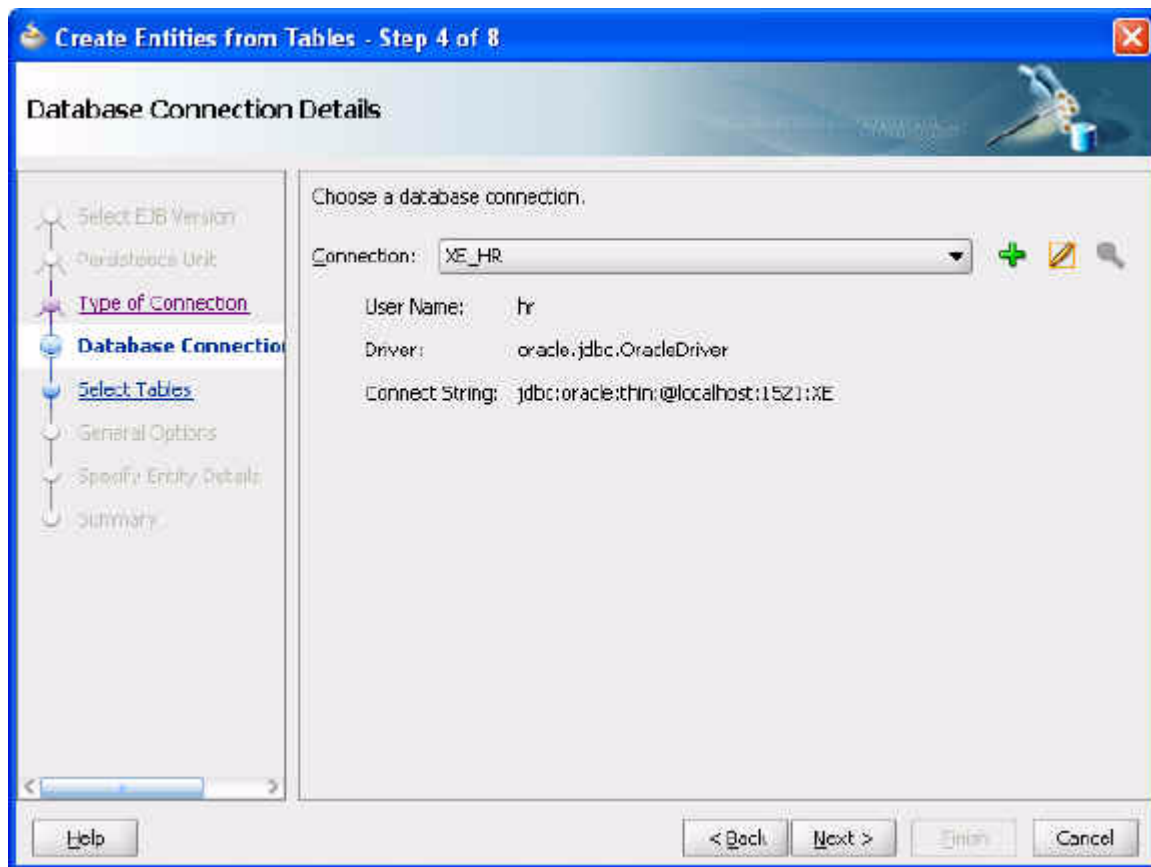 Create Entities from Tables - Step 4 of 8
Database Connection Details
Select EJB Version
Persistence Unit
Type of Connection
Database Connection
Select Tables
General Options
Specify Entity Details
Summary
Choose a database connection.
Connection: XE_HR
User Name: hr
Driver: oracle.jdbc.OracleDriver
Connect String: jdbc:oracle:thin:@localhost:1521:XE
Help
< Back
Next >
Finish
Cancel